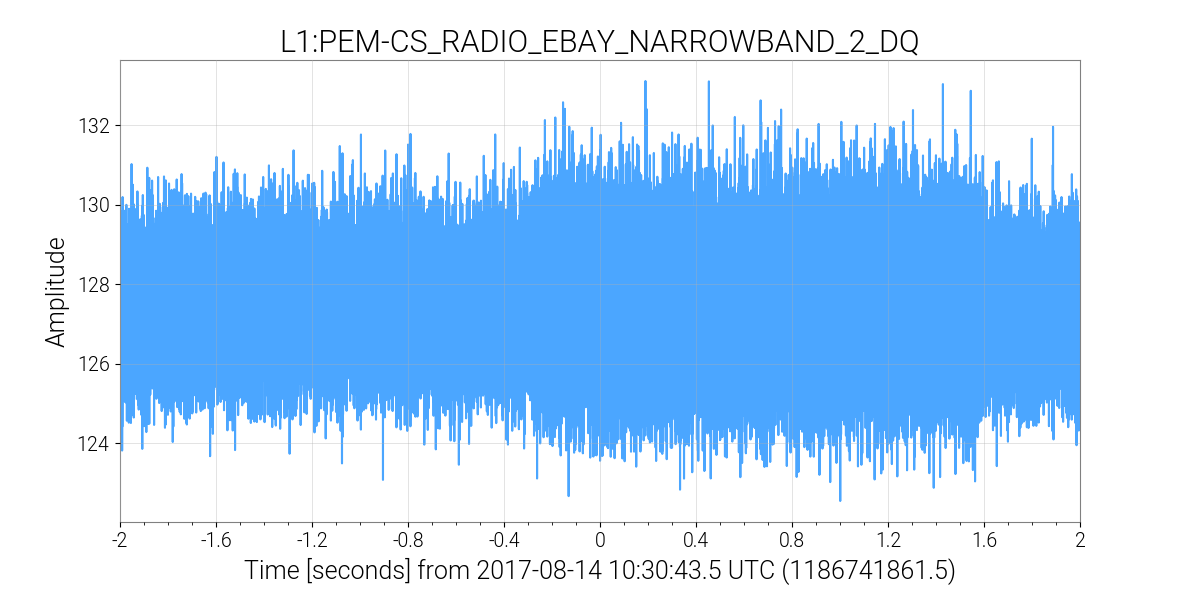 L1:PEM-CS_RADIO_EBAY_NARROWBAND_2_DQ
132
130
128
126
124
Amplitude
-2 -1.6 -1.2 -0.8 -0.4 0 0.4 0.8 1.2 1.6 2
Time [seconds] from 2017-08-14 10:30:43.5 UTC (1186741861.5)